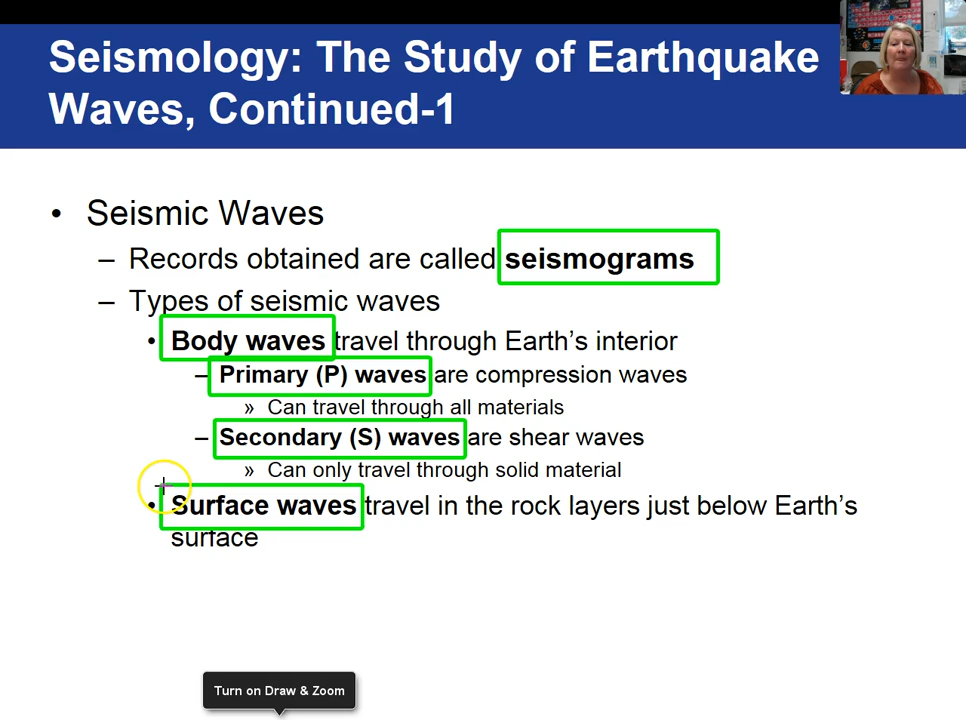 Seismology: The Study of Earthquake
Waves, Continued-1
• Seismic Waves
– Records obtained are called seismograms
– Types of seismic waves
• Body waves travel through Earth’s interior
– Primary (P) waves are compression waves
» Can travel through all materials
– Secondary (S) waves are shear waves
» Can only travel through solid material
• Surface waves travel in the rock layers just below Earth’s
surface
Turn on Draw & Zoom